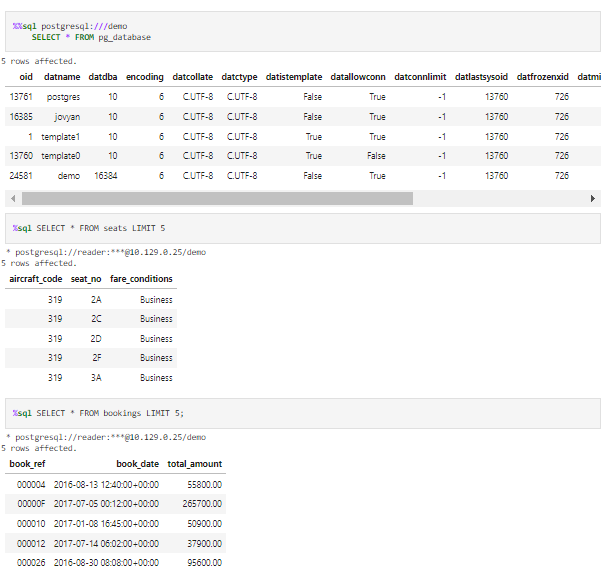 %%sql postgresql:///demo
SELECT * FROM pg_database
5 rows affected.
oid datname datdba encoding datcollate datctype datistemplate datallowconn datconnlimit datlastsysoid datfrozenxid datmi
13761 postgres 10 6 C.UTF-8 C.UTF-8 False True -1 13760 726
16385 jovyan 10 6 C.UTF-8 C.UTF-8 False True -1 13760 726
1 template1 10 6 C.UTF-8 C.UTF-8 True True -1 13760 726
13760 template0 10 6 C.UTF-8 C.UTF-8 True False -1 13760 726
24581 demo 16384 6 C.UTF-8 C.UTF-8 False True -1 13760 726
%sql SELECT * FROM seats LIMIT 5
* postgresql://reader:***@10.129.0.25/demo
5 rows affected.
aircraft_code seat_no fare_conditions
319 2A Business
319 2C Business
319 2D Business
319 2F Business
319 3A Business
%sql SELECT * FROM bookings LIMIT 5;
* postgresql://reader:***@10.129.0.25/demo
5 rows affected.
book_ref book_date total_amount
000004 2016-08-13 12:40:00+00:00 55800.00
00000F 2017-07-05 00:12:00+00:00 265700.00
000010 2017-01-08 16:45:00+00:00 50900.00
000012 2017-07-14 06:02:00+00:00 37900.00
000026 2016-08-30 08:08:00+00:00 95600.00